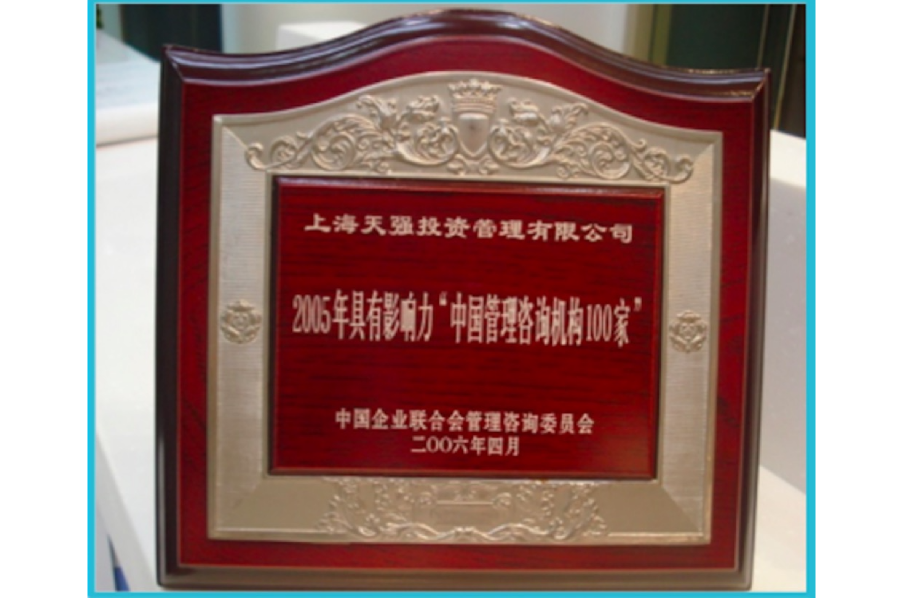 上海天强投资管理有限公司
2005年具有影响力“中国管理咨询机构100家”
中国企业联合会管理咨询委员会
二OO六年四月